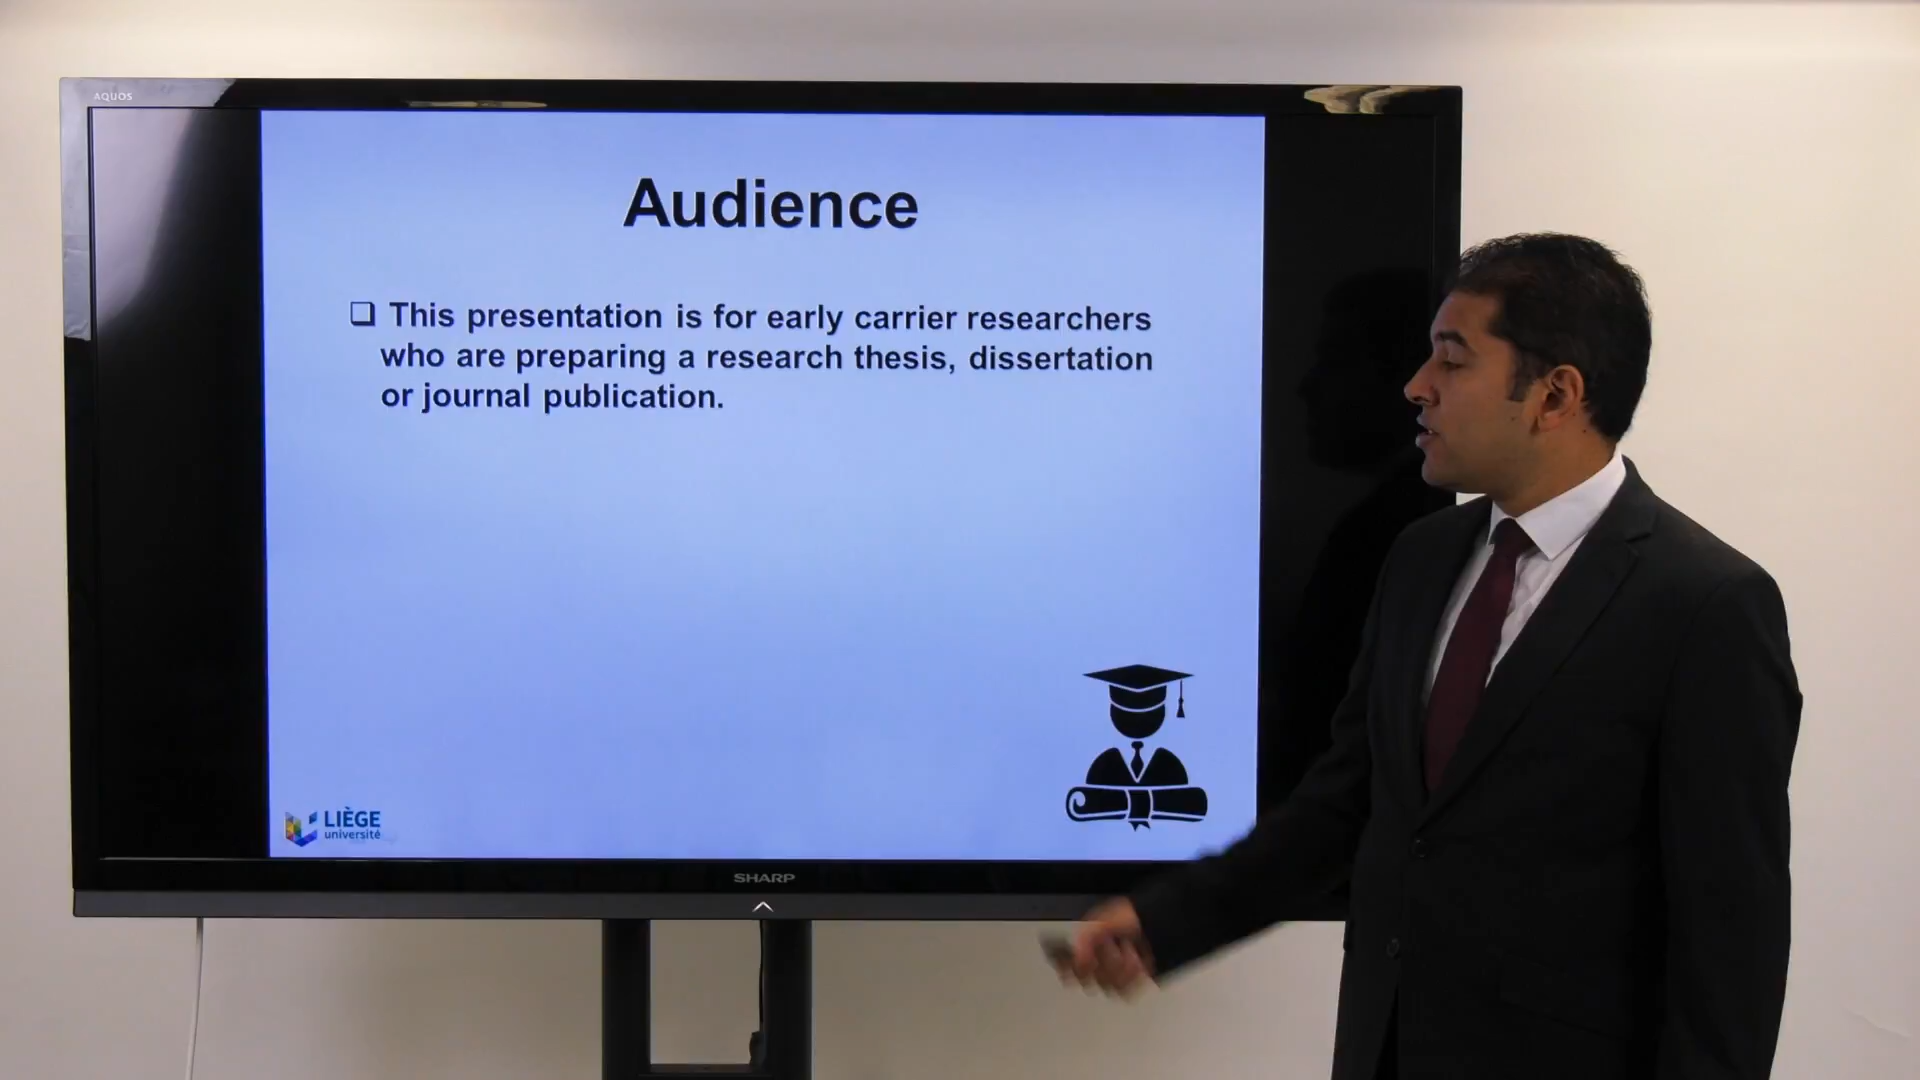 AQUOS
Audience
❑ This presentation is for early carrier researchers
who are preparing a research thesis, dissertation
or journal publication.
LIÈGE
université
SHARP